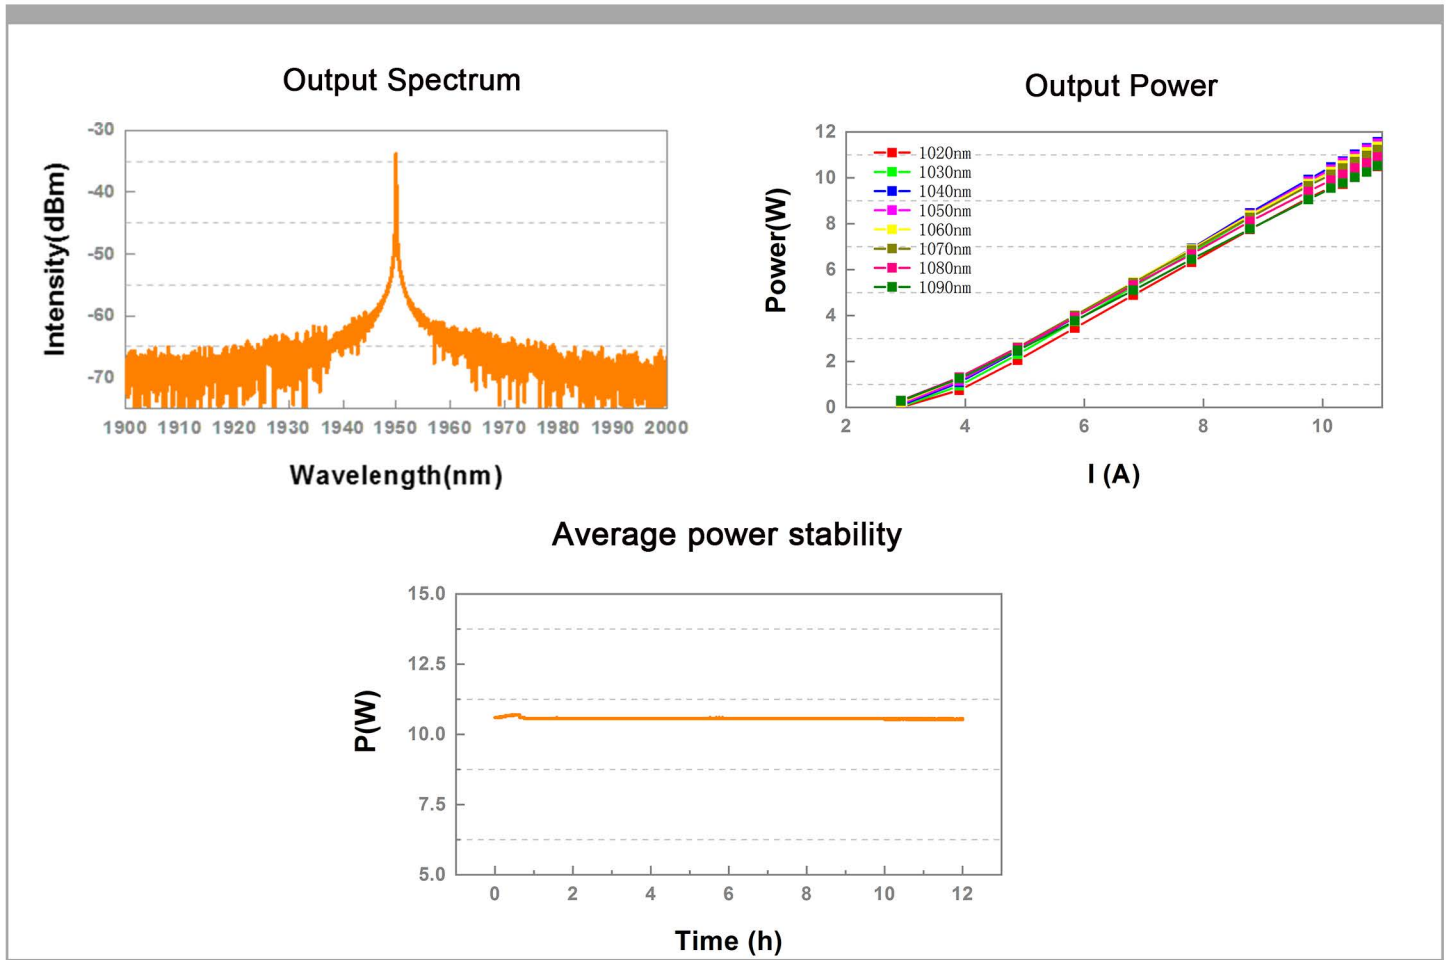 Output Spectrum
Intensity(dBm)
-30
-40
-50
-60
-70
1900 1910 1920 1930 1940 1950 1960 1970 1980 1990 2000
Wavelength(nm)
Output Power
Power(W)
12
10
8
6
4
2
0
1020nm
1030nm
1040nm
1050nm
1060nm
1070nm
1080nm
1090nm
2 4 6 8 10
I (A)
Average power stability
P(W)
15.0
12.5
10.0
7.5
5.0
0 2 4 6 8 10 12
Time (h)